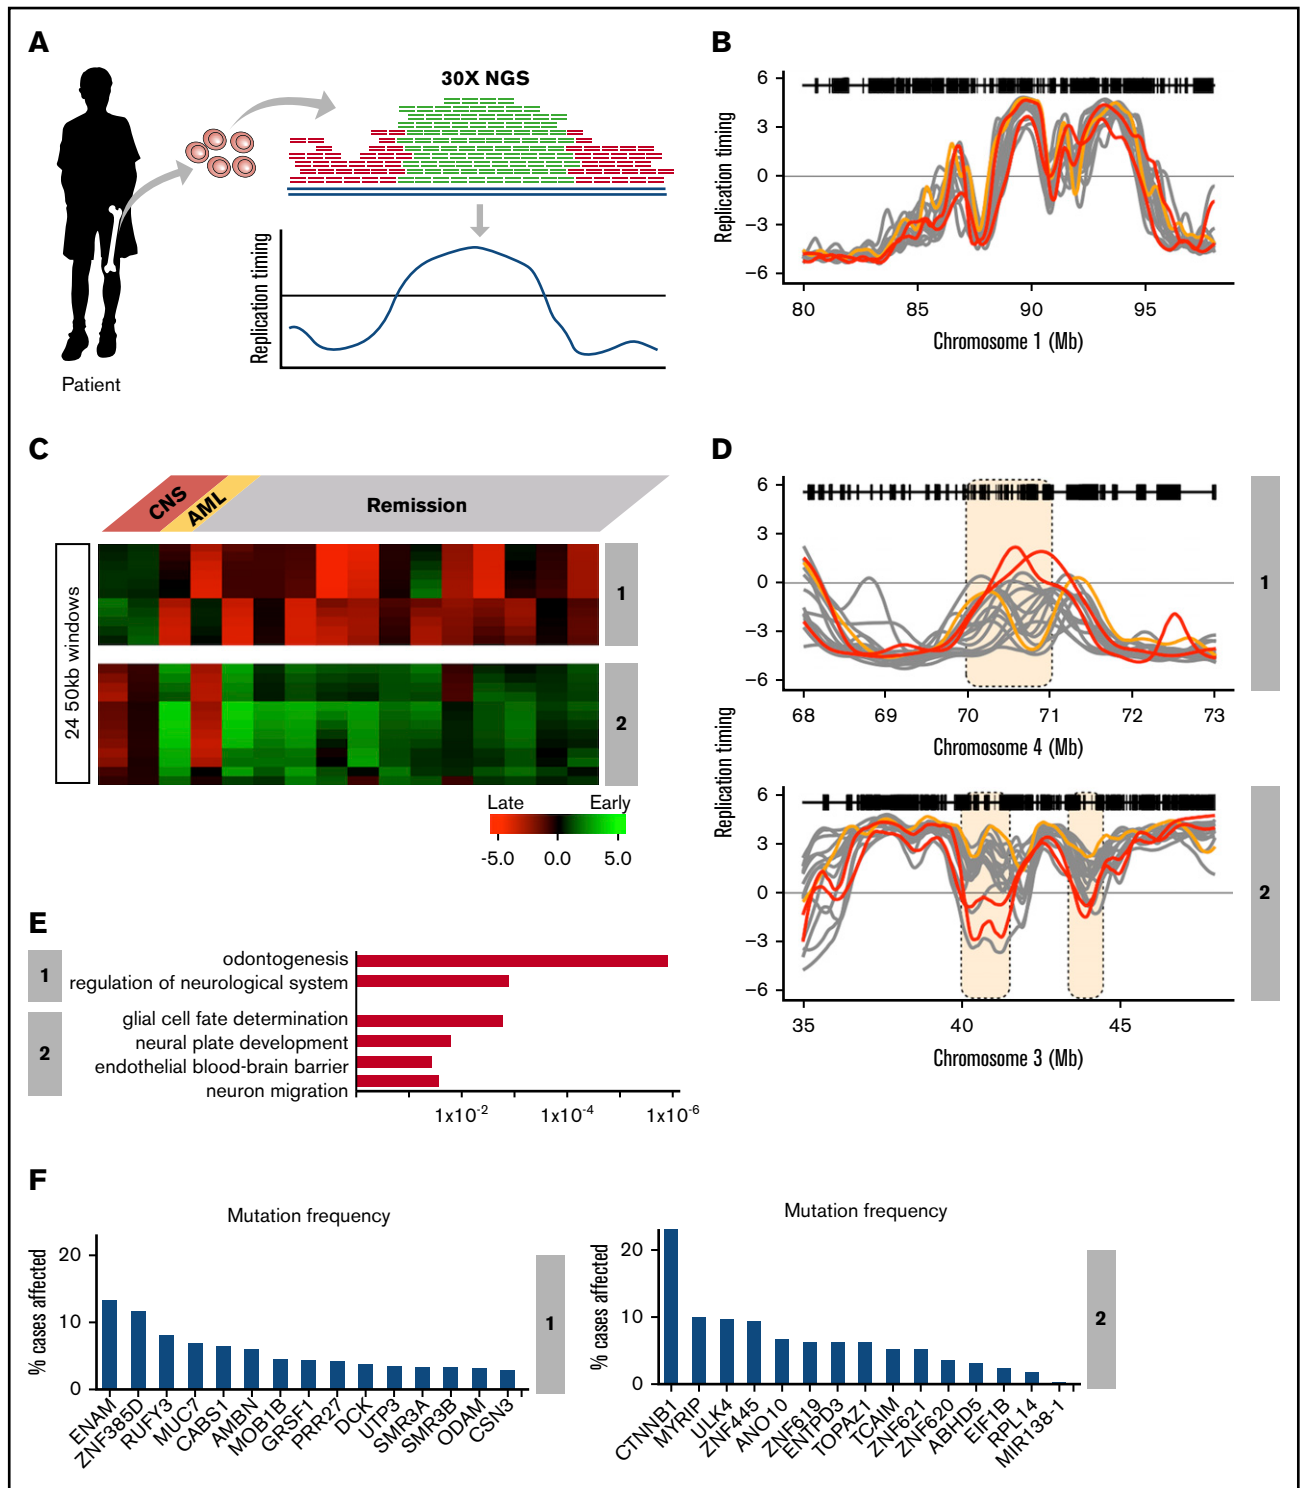 A
30X NGS
Replication timing
Patient
B
6
3
0
−3
−6
Replication timing
80
85
90
95
Chromosome 1 (Mb)
C
CNS
AML
Remission
24 50kb windows
1
2
Late
Early
-5.0
0.0
5.0
D
6
3
0
−3
−6
68
69
70
71
72
73
Chromosome 4 (Mb)
1
Replication timing
6
3
0
−3
−6
35
40
45
Chromosome 3 (Mb)
2
E
1
odontogenesis
regulation of neurological system
2
glial cell fate determination
neural plate development
endothelial blood-brain barrier
neuron migration
1x10-2
1x10-4
1x10-6
F
Mutation frequency
% cases affected
20
10
0
ENAM
ZNF385D
RUFY3
MUC7
CABS1
AMBN
MOB1B
GRSF1
PRR27
DCK
UTP3
SMR3A
SMR3B
ODAM
CSN3
1
Mutation frequency
% cases affected
20
10
0
CTNNB1
MYRIP
ULK4
ZNF445
ANO10
ZNF619
ENTPD3
TOPAZ1
TCAIM
ZNF621
ZNF620
ABHD5
EIF1B
RPL14
MIR138-1
2